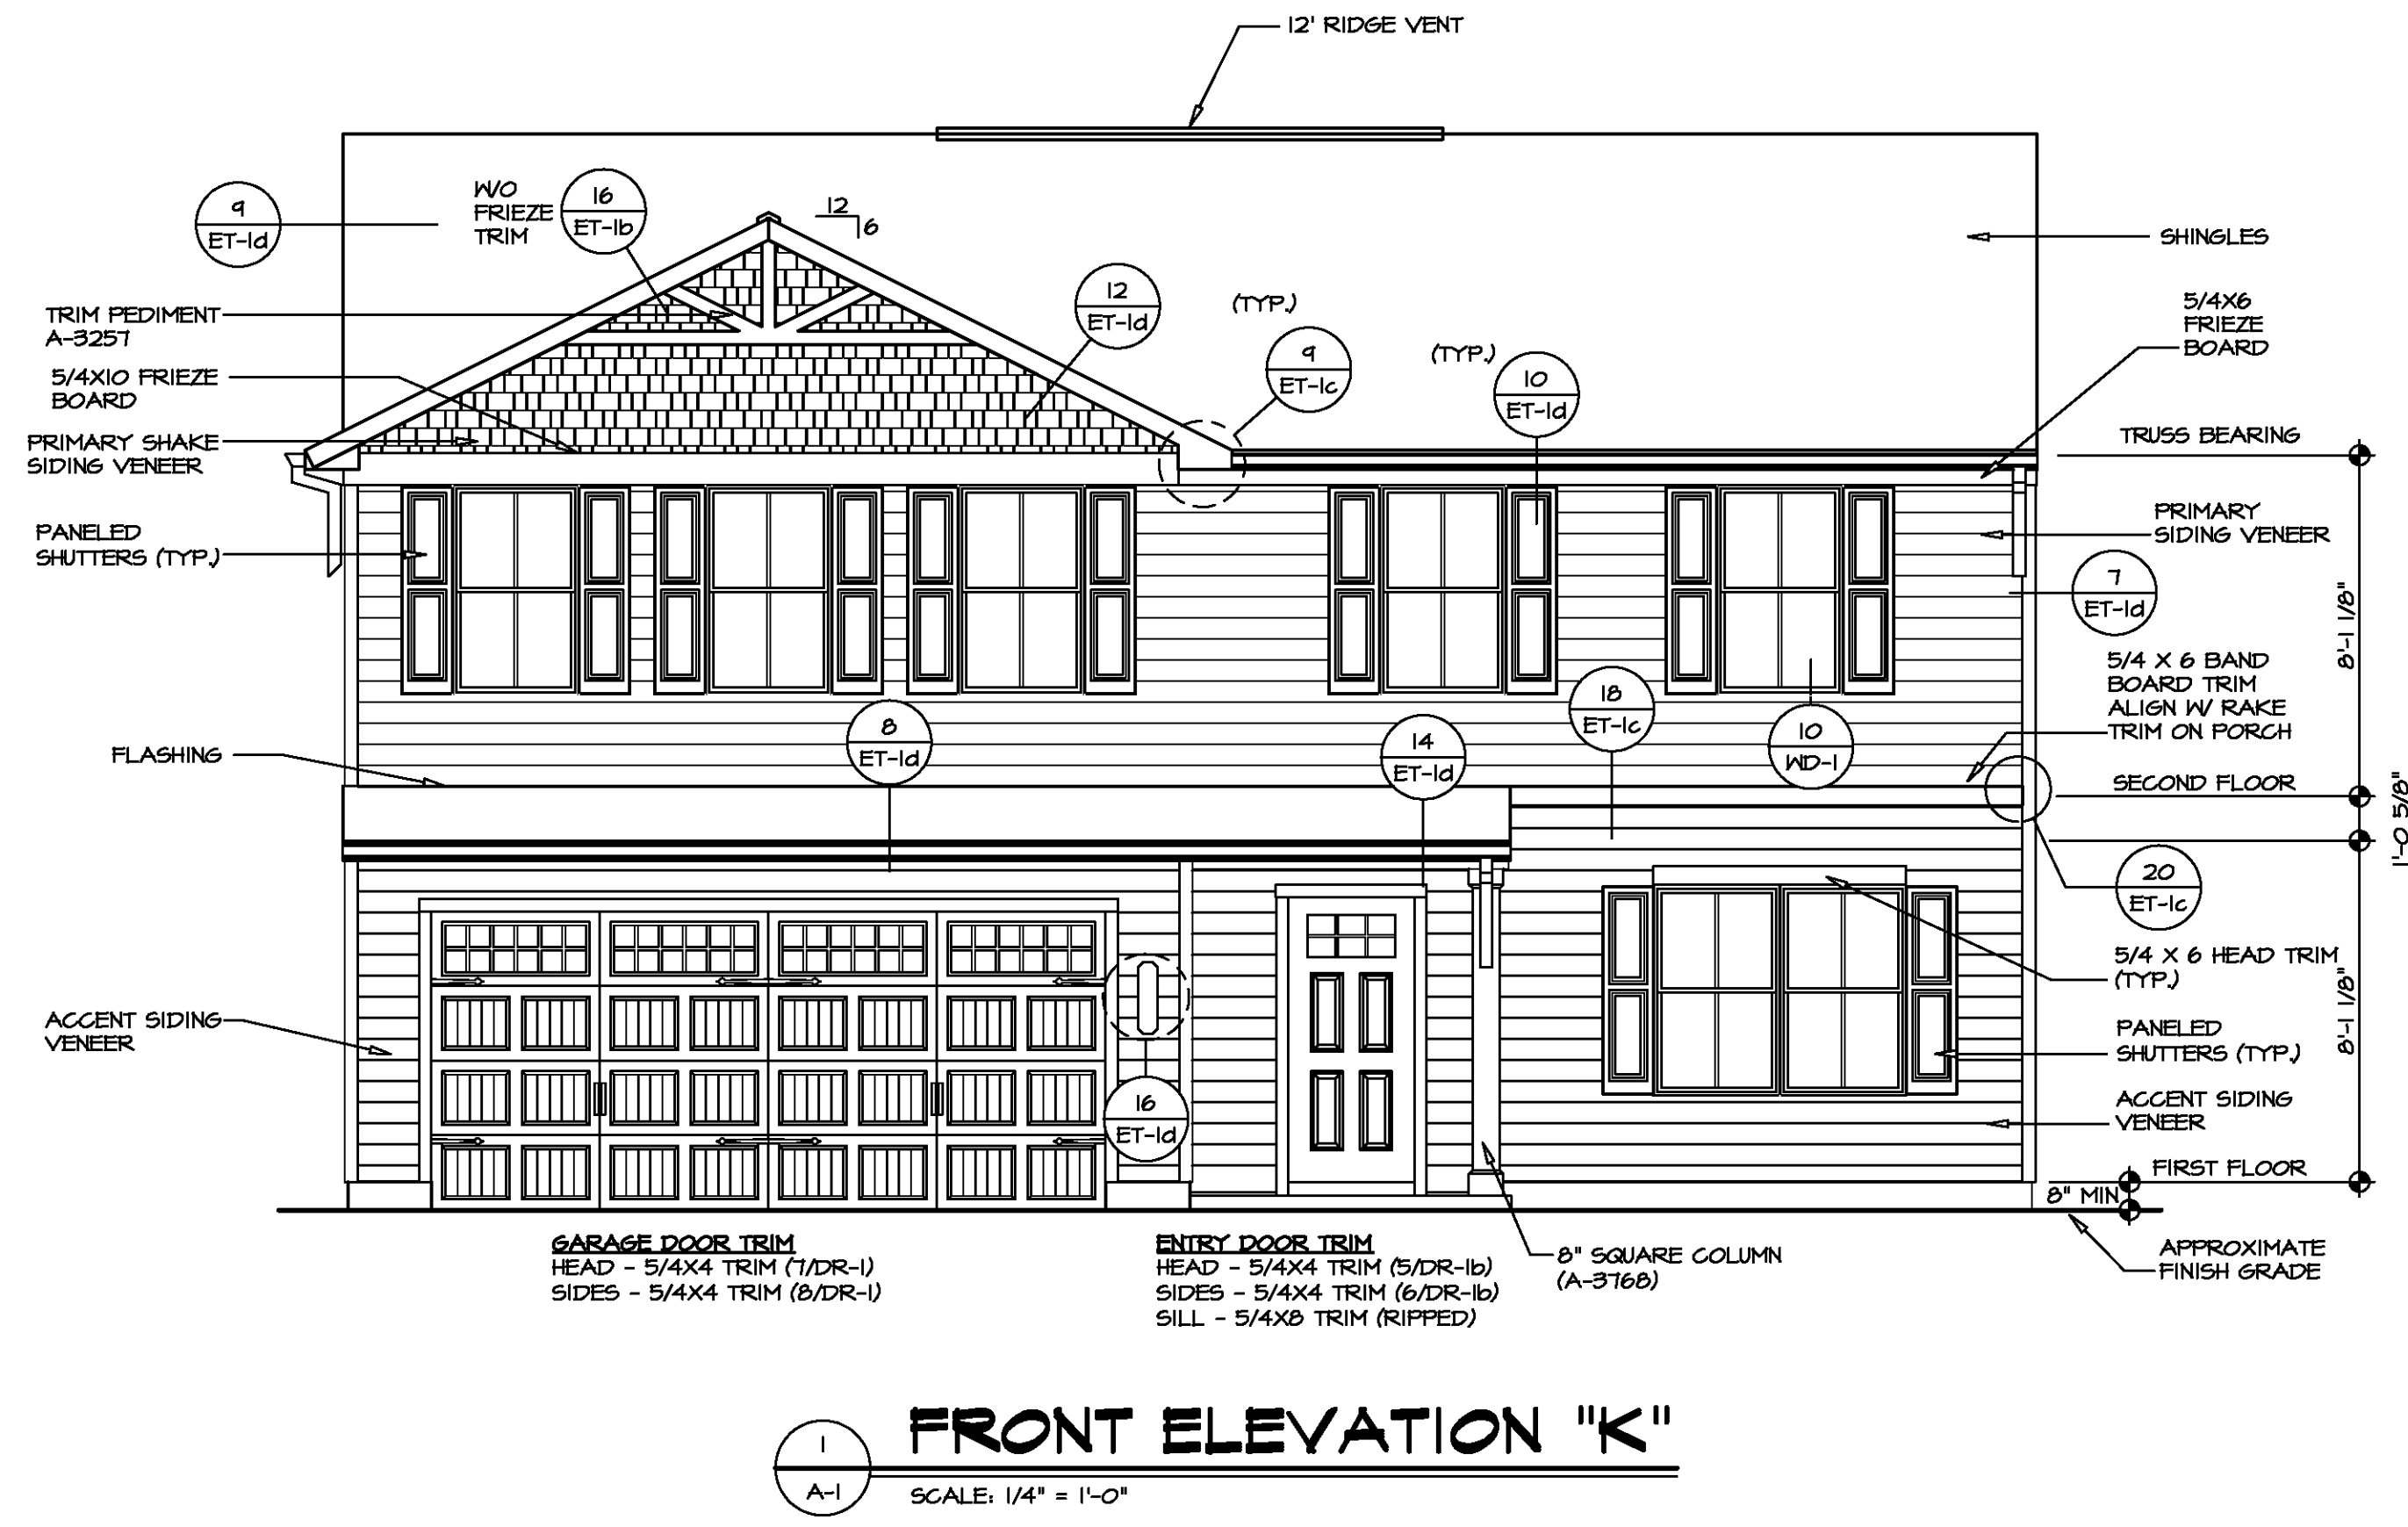 12' RIDGE VENT
9
ET-1d
W/O
FRIEZE
TRIM
16
ET-1b
12
6
SHINGLES
TRIM PEDIMENT
A-3257
12
ET-1d
(TYP.)
9
ET-1c
(TYP.)
10
ET-1d
5/4X6
FRIEZE
BOARD
5/4X10 FRIEZE
BOARD
PRIMARY SHAKE
SIDING VENEER
TRUSS BEARING
PANELED
SHUTTERS (TYP.)
PRIMARY
SIDING VENEER
7
ET-1d
8'-1 1/8"
5/4 X 6 BAND
BOARD TRIM
ALIGN W/ RAKE
TRIM ON PORCH
FLASHING
8
ET-1d
14
ET-1d
18
ET-1c
10
WD-1
SECOND FLOOR
1'-0 5/8"
20
ET-1c
5/4 X 6 HEAD TRIM
(TYP.)
8'-1 1/8"
ACCENT SIDING
VENEER
PANELED
SHUTTERS (TYP.)
16
ET-1d
ACCENT SIDING
VENEER
FIRST FLOOR
8" MIN
GARAGE DOOR TRIM
HEAD - 5/4X4 TRIM (7/DR-1)
SIDES - 5/4X4 TRIM (8/DR-1)
ENTRY DOOR TRIM
HEAD - 5/4X4 TRIM (5/DR-1b)
SIDES - 5/4X4 TRIM (6/DR-1b)
SILL - 5/4X8 TRIM (RIPPED)
8" SQUARE COLUMN
(A-3768)
APPROXIMATE
FINISH GRADE
1
A-1
FRONT ELEVATION "K"
SCALE: 1/4" = 1'-0"